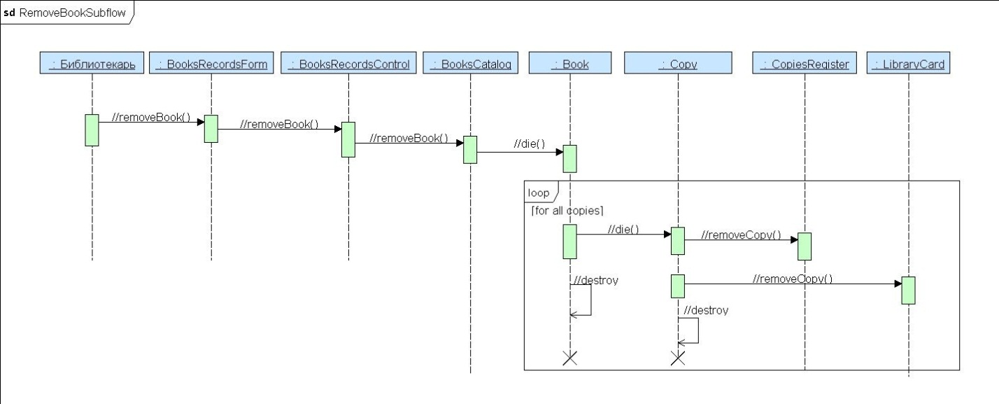 sd RemoveBookSubflow
: Библиотекарь
: BooksRecordsForm
: BooksRecordsControl
: BooksCatalog
: Book
: Copy
: CopiesRegister
: LibraryCard
//removeBook()
//removeBook()
//removeBook()
//die()
loop
[for all copies]
//die()
//removeCopy()
//destroy
//removeCopy()
//destroy